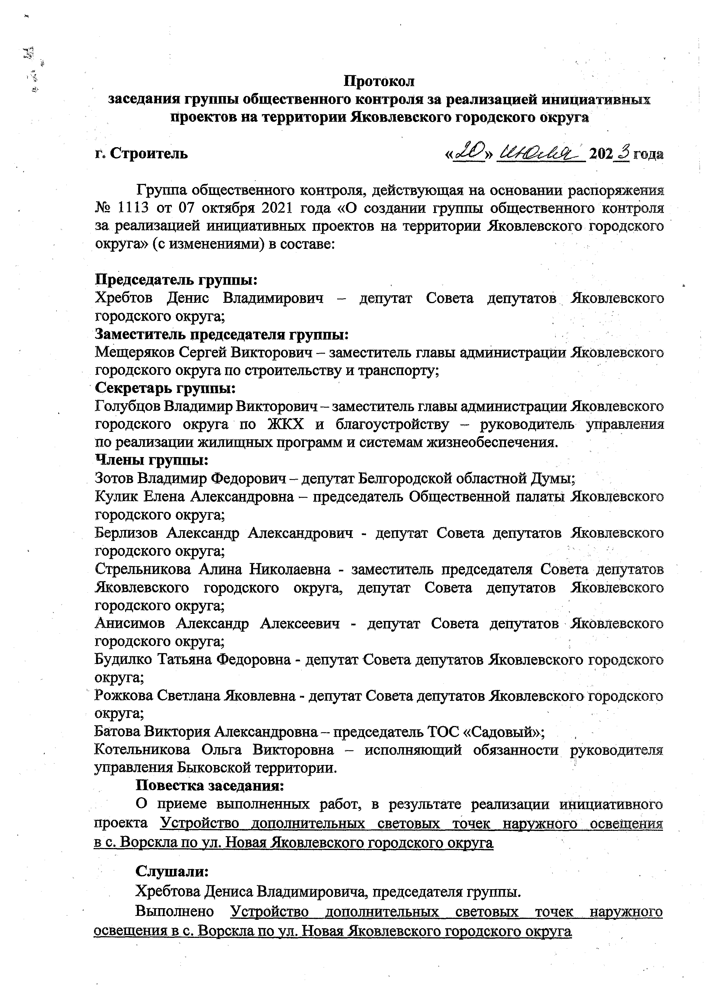 Протокол
заседания группы общественного контроля за реализацией инициативных
проектов на территории Яковлевского городского округа
г. Строитель «20» июля 2023 года
Группа общественного контроля, действующая на основании распоряжения
№ 1113 от 07 октября 2021 года «О создании группы общественного контроля
за реализацией инициативных проектов на территории Яковлевского городского
округа» (с изменениями) в составе:
Председатель группы:
Хребтов Денис Владимирович – депутат Совета депутатов Яковлевского
городского округа;
Заместитель председателя группы:
Мещеряков Сергей Викторович – заместитель главы администрации Яковлевского
городского округа по строительству и транспорту;
Секретарь группы:
Голубцов Владимир Викторович – заместитель главы администрации Яковлевского
городского округа по ЖКХ и благоустройству – руководитель управления
по реализации жилищных программ и системам жизнеобеспечения.
Члены группы:
Зотов Владимир Федорович – депутат Белгородской областной Думы;
Кулик Елена Александровна – председатель Общественной палаты Яковлевского
городского округа;
Берлизов Александр Александрович - депутат Совета депутатов Яковлевского
городского округа;
Стрельникова Алина Николаевна - заместитель председателя Совета депутатов
Яковлевского городского округа, депутат Совета депутатов Яковлевского
городского округа;
Анисимов Александр Алексеевич - депутат Совета депутатов Яковлевского
городского округа;
Будилко Татьяна Федоровна - депутат Совета депутатов Яковлевского городского
округа;
Рожкова Светлана Яковлевна - депутат Совета депутатов Яковлевского городского
округа;
Батова Виктория Александровна – председатель ТОС «Садовый»;
Котельникова Ольга Викторовна – исполняющий обязанности руководителя
управления Быковской территории.
Повестка заседания:
О приеме выполненных работ, в результате реализации инициативного
проекта Устройство дополнительных световых точек наружного освещения
в с. Ворскла по ул. Новая Яковлевского городского округа
Слушали:
Хребтова Дениса Владимировича, председателя группы.
Выполнено Устройство дополнительных световых точек наружного
освещения в с. Ворскла по ул. Новая Яковлевского городского округа